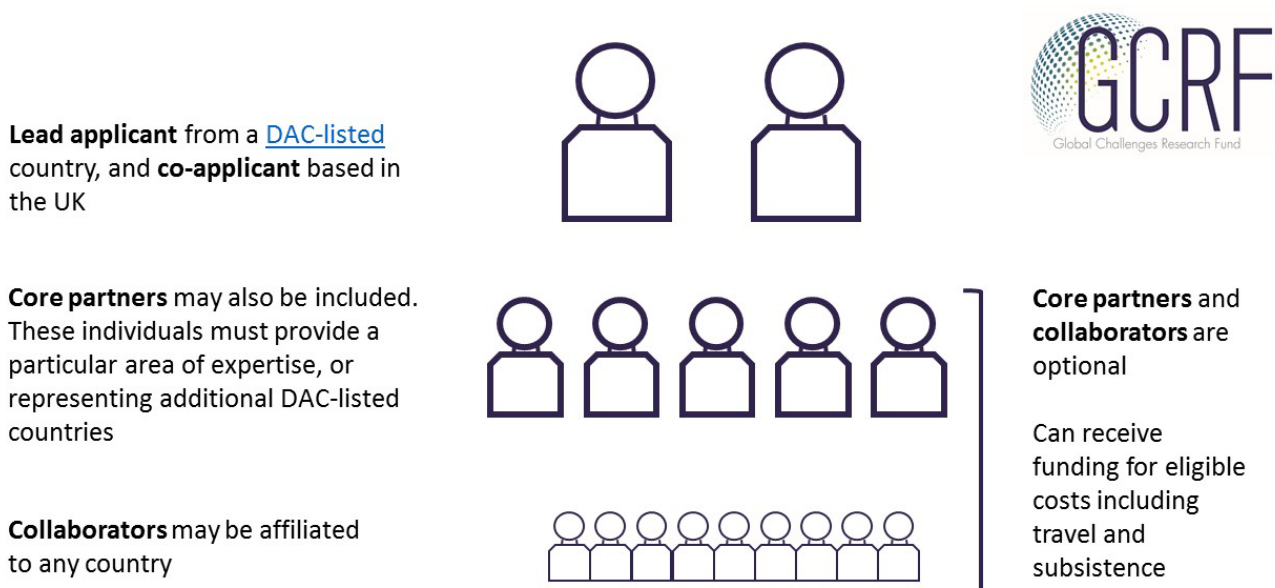 GCRF
Global Challenges Research Fund
Lead applicant from a DAC-listed
country, and co-applicant based in
the UK
Core partners may also be included.
These individuals must provide a
particular area of expertise, or
representing additional DAC-listed
countries
Core partners and
collaborators are
optional
Can receive
funding for eligible
costs including
travel and
subsistence
Collaborators may be affiliated
to any country